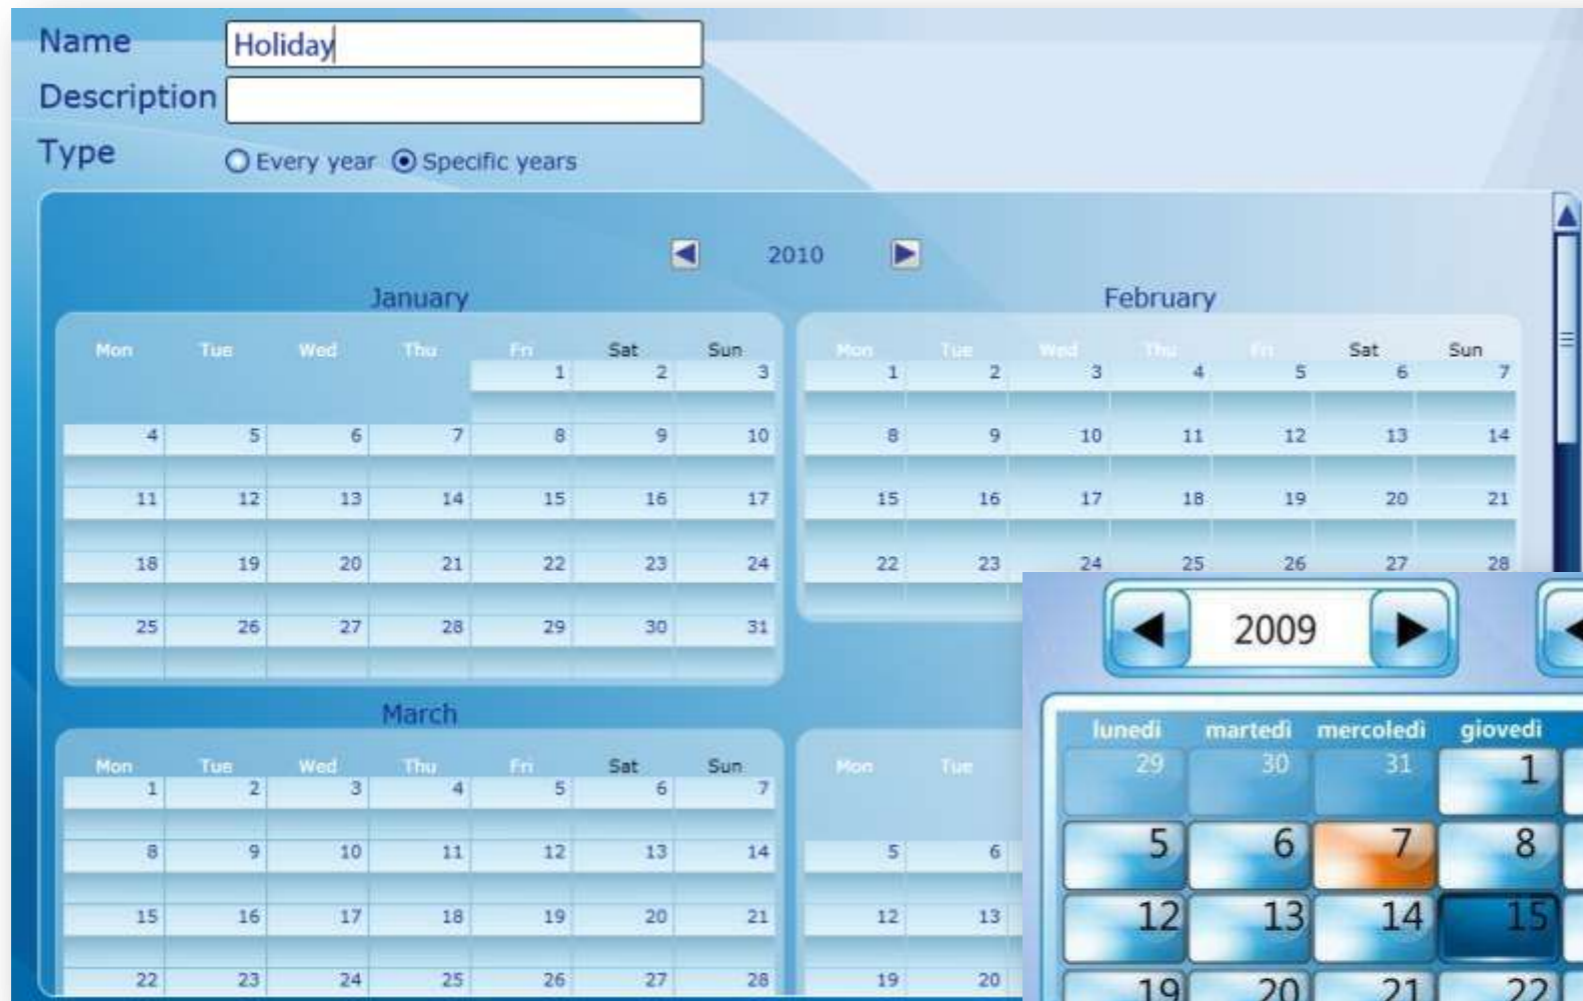 Name Holiday
Description
Type Every year Specific years
2010
January February
Mon Tue Wed Thu Fri Sat Sun Mon Tue Wed Thu Fri Sat Sun
1 2 3 1 2 3 4 5 6 7
4 5 6 7 8 9 10 8 9 10 11 12 13 14
11 12 13 14 15 16 17 15 16 17 18 19 20 21
18 19 20 21 22 23 24 22 23 24 25 26 27 28
25 26 27 28 29 30 31
2009
March
Mon Tue Wed Thu Fri Sat Sun Mon Tue
1 2 3 4 5 6 7
8 9 10 11 12 13 14 5 6
15 16 17 18 19 20 21 12 13
22 23 24 25 26 27 28 19 20
lunedì martedì mercoledì giovedì
29 30 31 1
5 6 7 8
12 13 14 15
19 20 21 22